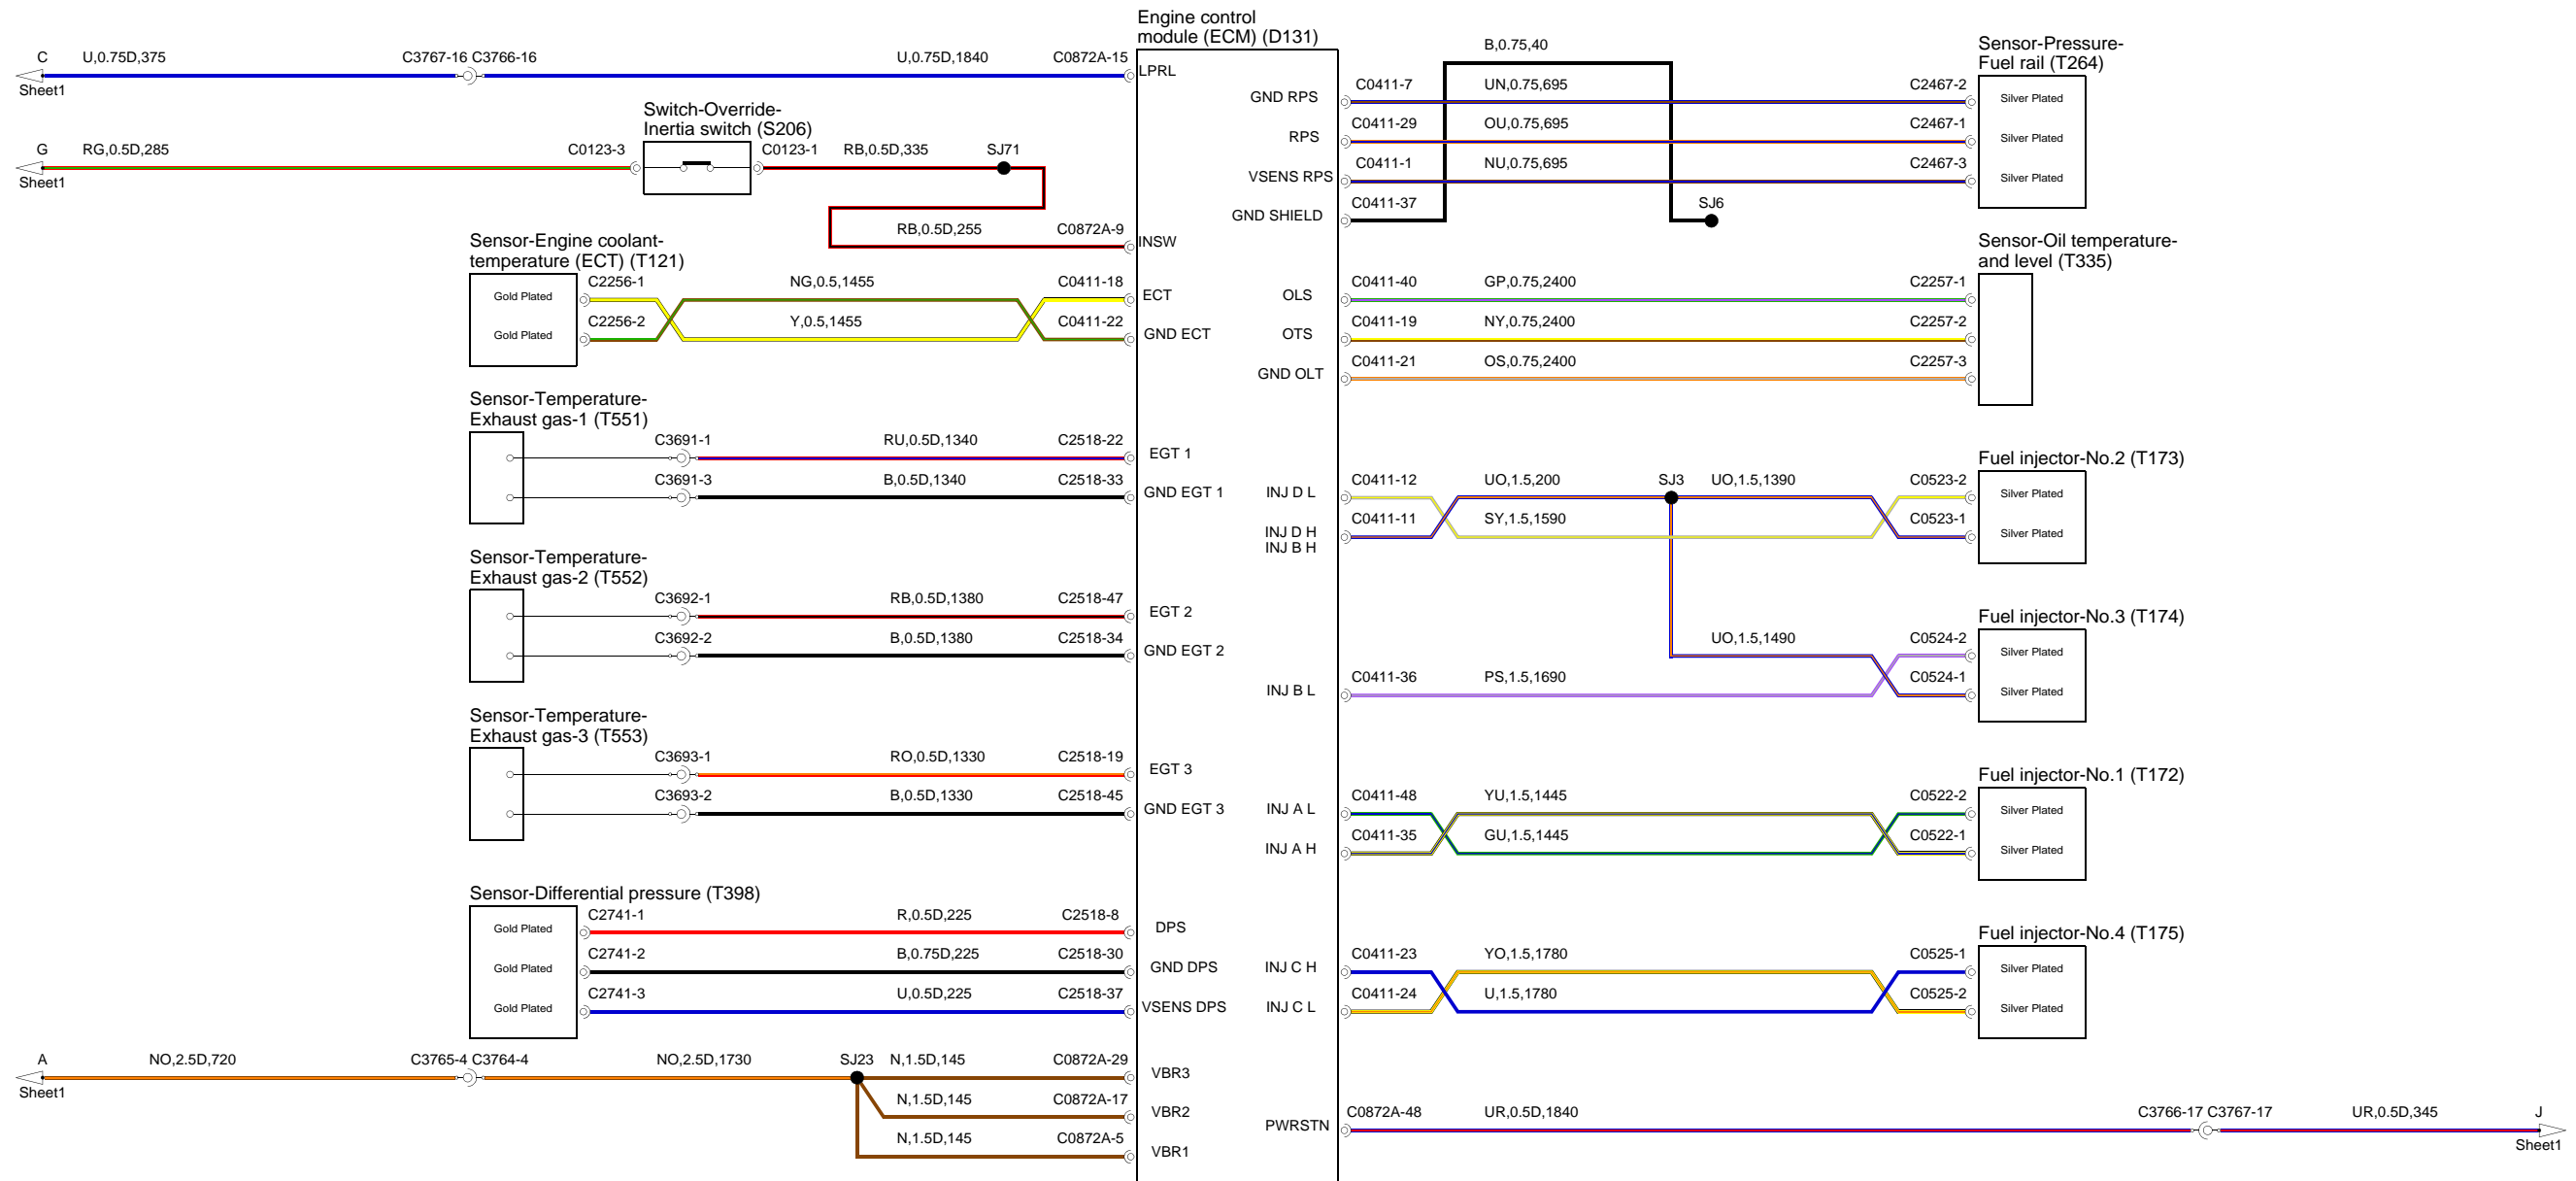 Engine control
module (ECM) (D131)
C U,0.75D,375 C3767-16 C3766-16 U,0.75D,1840 C0872A-15
LPRL
Sheet1
Switch-Override-
Inertia switch (S206)
G RG,0.5D,285 C0123-3 C0123-1 RB,0.5D,335 SJ71
Sheet1
RB,0.5D,255 C0872A-9
INSW
Sensor-Engine coolant-
temperature (ECT) (T121)
C2256-1 NG,0.5,1455 C0411-18
Gold Plated ECT
C2256-2 Y,0.5,1455 C0411-22
Gold Plated GND ECT
Sensor-Temperature-
Exhaust gas-1 (T551)
C3691-1 RU,0.5D,1340 C2518-22
EGT 1
C3691-3 B,0.5D,1340 C2518-33
GND EGT 1
Sensor-Temperature-
Exhaust gas-2 (T552)
C3692-1 RB,0.5D,1380 C2518-47
EGT 2
C3692-2 B,0.5D,1380 C2518-34
GND EGT 2
Sensor-Temperature-
Exhaust gas-3 (T553)
C3693-1 RO,0.5D,1330 C2518-19
EGT 3
C3693-2 B,0.5D,1330 C2518-45
GND EGT 3
Sensor-Differential pressure (T398)
C2741-1 R,0.5D,225 C2518-8
Gold Plated DPS
C2741-2 B,0.75D,225 C2518-30
Gold Plated GND DPS
C2741-3 U,0.5D,225 C2518-37
Gold Plated VSENS DPS
A NO,2.5D,720 C3765-4 C3764-4 NO,2.5D,1730 SJ23 N,1.5D,145 C0872A-29
VBR3
Sheet1
N,1.5D,145 C0872A-17
VBR2
N,1.5D,145 C0872A-5
VBR1
B,0.75,40
Sensor-Pressure-
Fuel rail (T264)
C0411-7 UN,0.75,695 C2467-2
GND RPS Silver Plated
C0411-29 OU,0.75,695 C2467-1
RPS Silver Plated
C0411-1 NU,0.75,695 C2467-3
VSENS RPS Silver Plated
C0411-37 SJ6
GND SHIELD
Sensor-Oil temperature-
and level (T335)
C0411-40 GP,0.75,2400 C2257-1
OLS
C0411-19 NY,0.75,2400 C2257-2
OTS
C0411-21 OS,0.75,2400 C2257-3
GND OLT
Fuel injector-No.2 (T173)
C0411-12 UO,1.5,200 SJ3 UO,1.5,1390 C0523-2
INJ D L Silver Plated
C0411-11 SY,1.5,1590 C0523-1
INJ D H Silver Plated
INJ B H
Fuel injector-No.3 (T174)
UO,1.5,1490 C0524-2
Silver Plated
C0411-36 PS,1.5,1690 C0524-1
INJ B L Silver Plated
Fuel injector-No.1 (T172)
C0411-48 YU,1.5,1445 C0522-2
INJ A L Silver Plated
C0411-35 GU,1.5,1445 C0522-1
INJ A H Silver Plated
Fuel injector-No.4 (T175)
C0411-23 YO,1.5,1780 C0525-1
INJ C H Silver Plated
C0411-24 U,1.5,1780 C0525-2
INJ C L Silver Plated
C0872A-48 UR,0.5D,1840 C3766-17 C3767-17 UR,0.5D,345 J
PWRSTN
Sheet1